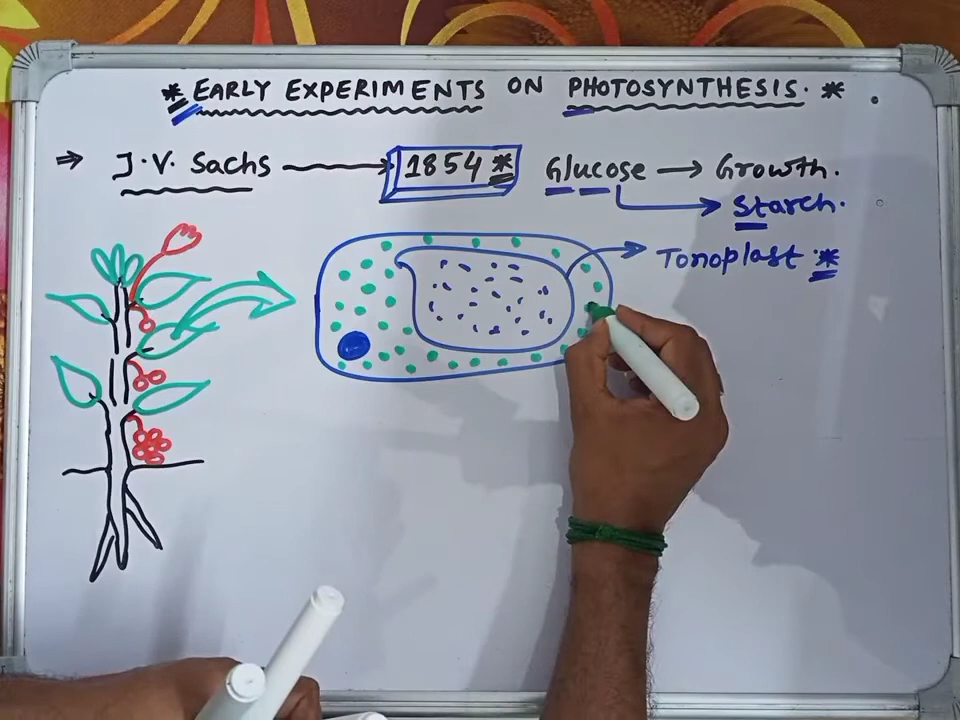 * EARLY EXPERIMENTS ON PHOTOSYNTHESIS. *
⇒ J.V. Sachs → 1854 * Glucose → Growth.
→ Starch.
Tonoplast *